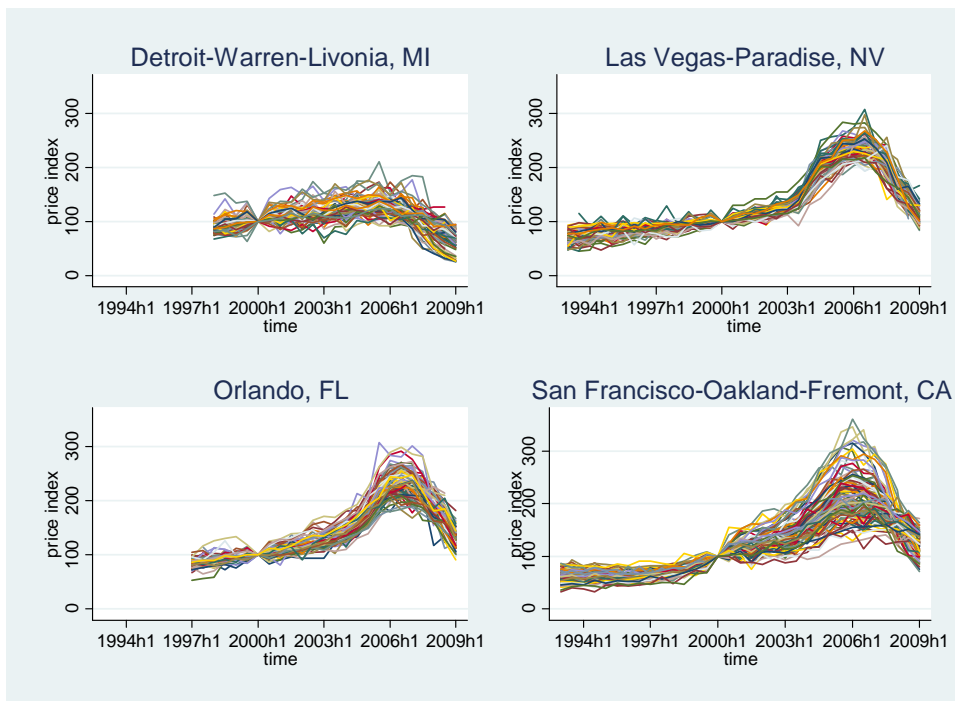 Detroit-Warren-Livonia, MI
price index
0 100 200 300
1994h1 1997h1 2000h1 2003h1 2006h1 2009h1
time
Las Vegas-Paradise, NV
price index
0 100 200 300
1994h1 1997h1 2000h1 2003h1 2006h1 2009h1
time
Orlando, FL
price index
0 100 200 300
1994h1 1997h1 2000h1 2003h1 2006h1 2009h1
time
San Francisco-Oakland-Fremont, CA
price index
0 100 200 300
1994h1 1997h1 2000h1 2003h1 2006h1 2009h1
time